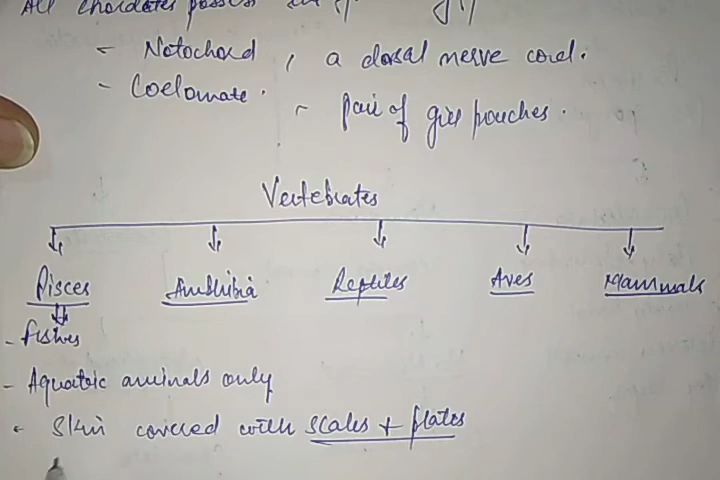 All chordates possess
- Notochord , a dorsal nerve cord.
- Coelomate. - pair of gill pouches.
Vertebrates
Pisces Amphibia Reptiles Aves Mammals
- fishes
- Aquatic animals only
- Skin covered with scales + plates